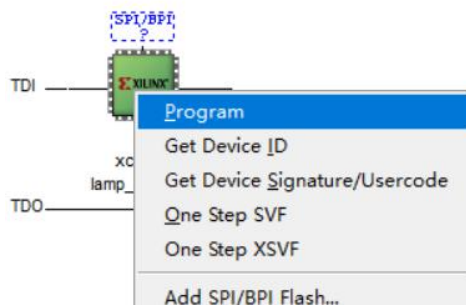 SPI/BPI
?
TDI
XILINX
Program
Get Device ID
xc
Get Device Signature/Usercode
lamp_
TDO
One Step SVF
One Step XSVF
Add SPI/BPI Flash...